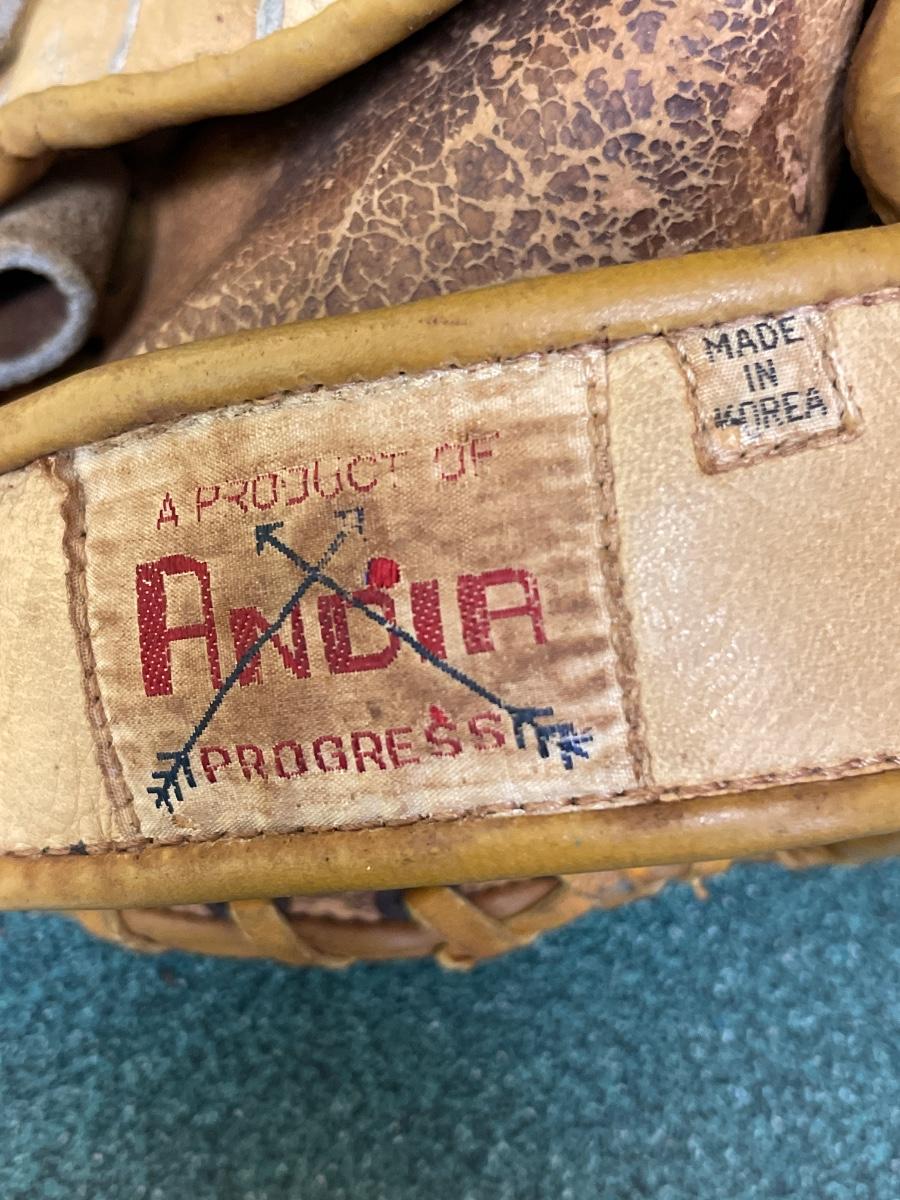 A PRODUCT OF
ANDIA
PROGRESS
MADE
IN
KOREA